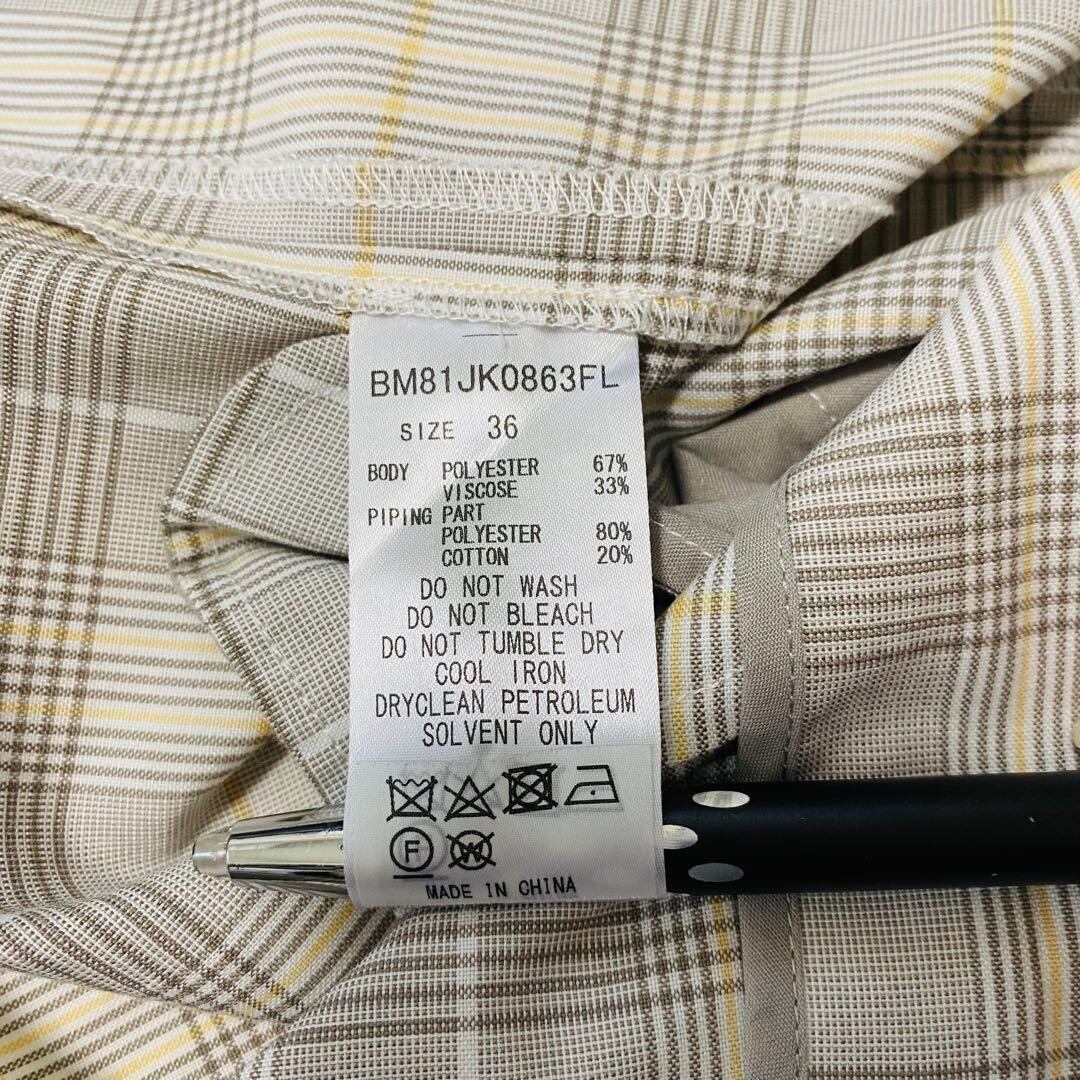 BM81JK0863FL
SIZE 36
BODY POLYESTER 67%
VISCOSE 33%
PIPING PART
POLYESTER 80%
COTTON 20%
DO NOT WASH
DO NOT BLEACH
DO NOT TUMBLE DRY
COOL IRON
DRYCLEAN PETROLEUM
SOLVENT ONLY
F W
MADE IN CHINA